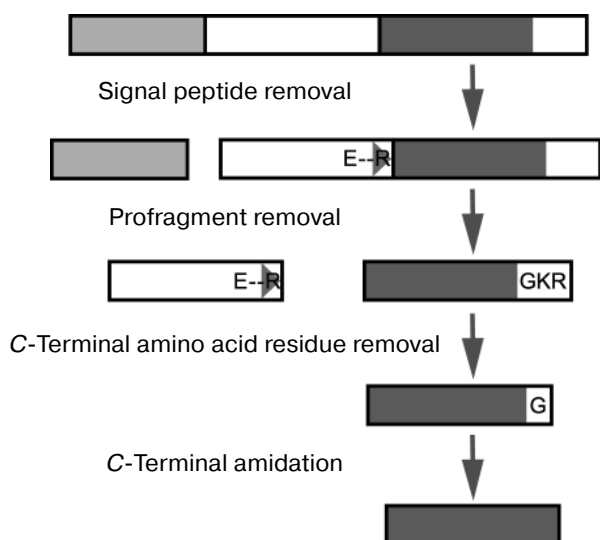 Signal peptide removal
E--R
Profragment removal
E--R
GKR
C-Terminal amino acid residue removal
G
C-Terminal amidation